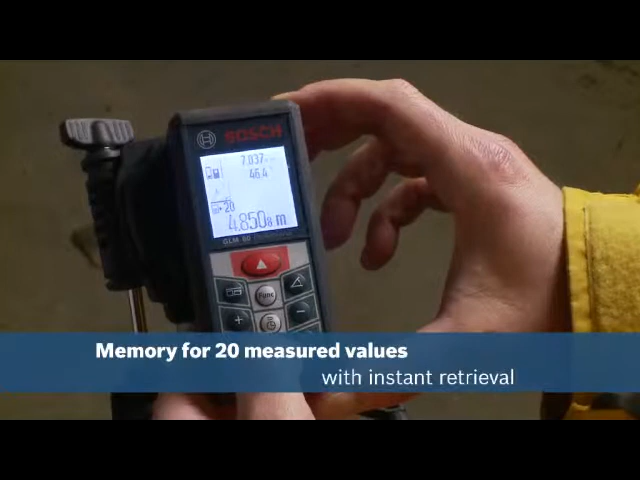 BOSCH
7.037
46.4°
20
4.850 8 m
GLM 80
Func
Memory for 20 measured values
with instant retrieval